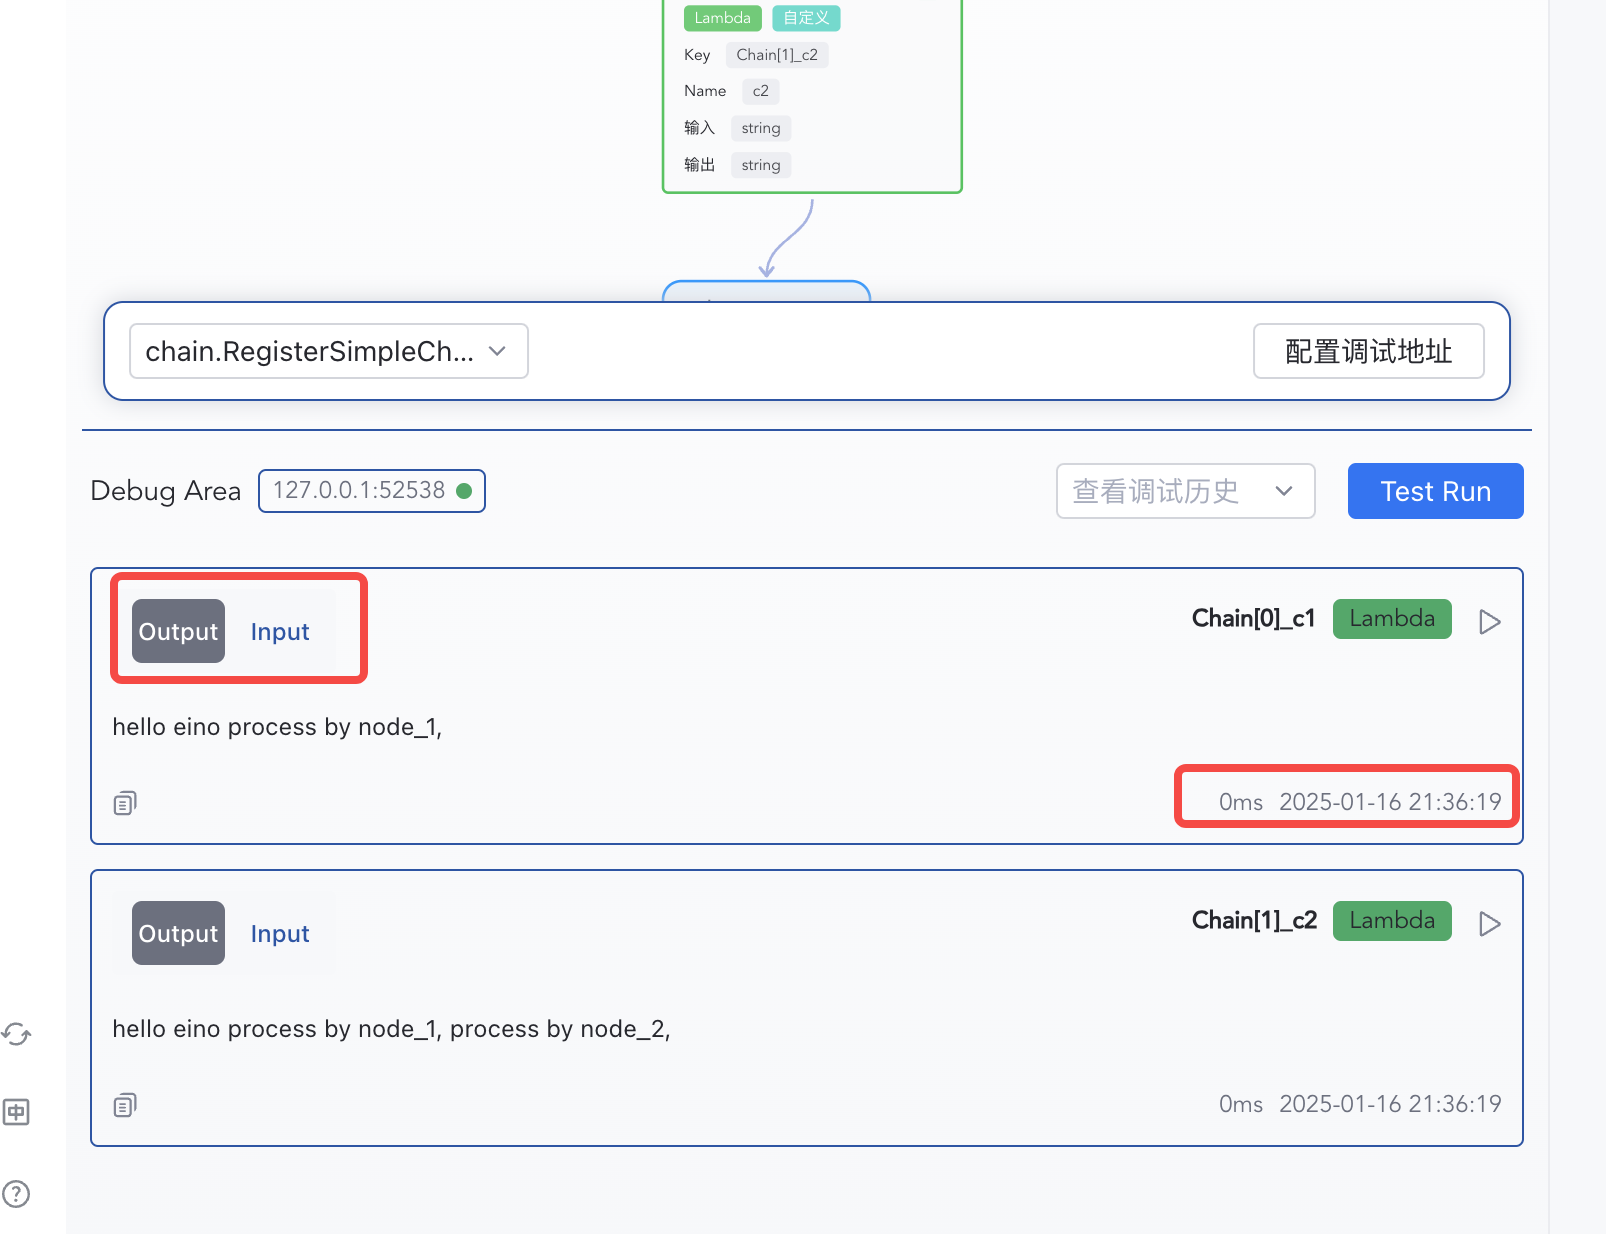 Lambda 自定义
Key Chain[1]_c2
Name c2
输入 string
输出 string
chain.RegisterSimpleCh...
配置调试地址
Debug Area 127.0.0.1:52538 查看调试历史 Test Run
Output Input Chain[0]_c1 Lambda
hello eino process by node_1,
0ms 2025-01-16 21:36:19
Output Input Chain[1]_c2 Lambda
hello eino process by node_1, process by node_2,
中
0ms 2025-01-16 21:36:19
?